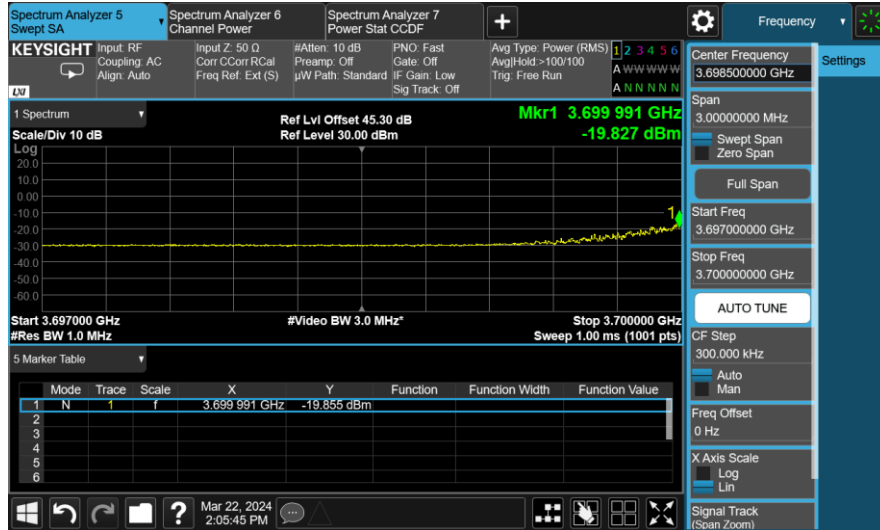 Spectrum Analyzer 5
Swept SA
Spectrum Analyzer 6
Channel Power
Spectrum Analyzer 7
Power Stat CCDF
+
Frequency
Settings
KEYSIGHT
LXI
Input: RF
Coupling: AC
Align: Auto
Input Z: 50 Ω
Corr CCorr RCal
Freq Ref: Ext (S)
#Atten: 10 dB
Preamp: Off
µW Path: Standard
PNO: Fast
Gate: Off
IF Gain: Low
Sig Track: Off
Avg Type: Power (RMS)
Avg|Hold:>100/100
Trig: Free Run
1 2 3 4 5 6
A W W W W W
A N N N N N
1 Spectrum
Scale/Div 10 dB
Ref Lvl Offset 45.30 dB
Ref Level 30.00 dBm
Mkr1 3.699 991 GHz
-19.827 dBm
Log
20.0
10.0
0.00
-10.0
-20.0
-30.0
-40.0
-50.0
-60.0
1
Start 3.697000 GHz
#Res BW 1.0 MHz
#Video BW 3.0 MHz*
Stop 3.700000 GHz
Sweep 1.00 ms (1001 pts)
5 Marker Table
Mode Trace Scale X Y Function Function Width Function Value
1 N 1 f 3.699 991 GHz -19.855 dBm
2
3
4
5
6
Center Frequency
3.698500000 GHz
Span
3.00000000 MHz
Swept Span
Zero Span
Full Span
Start Freq
3.697000000 GHz
Stop Freq
3.700000000 GHz
AUTO TUNE
CF Step
300.000 kHz
Auto
Man
Freq Offset
0 Hz
X Axis Scale
Log
Lin
Signal Track
(Span Zoom)
?
Mar 22, 2024
2:05:45 PM